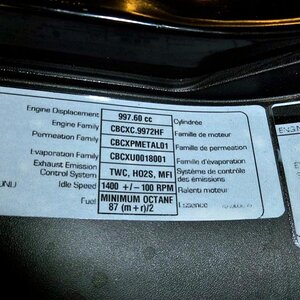 Engine Displacement 997.60 cc Cylindrée
Engine Family CBCXC.9972HF Famille de moteur
Permeation Family CBCXPMETAL01 Famille de perméation
Evaporation Family CBCXU0018001 Famille d'évaporation
Exhaust Emission Control System TWC, HO2S, MFI Système de contrôle des émissions
Idle Speed 1400 +/- 100 RPM Ralenti moteur
Fuel MINIMUM OCTANE 87 (m + r)/2 Essence